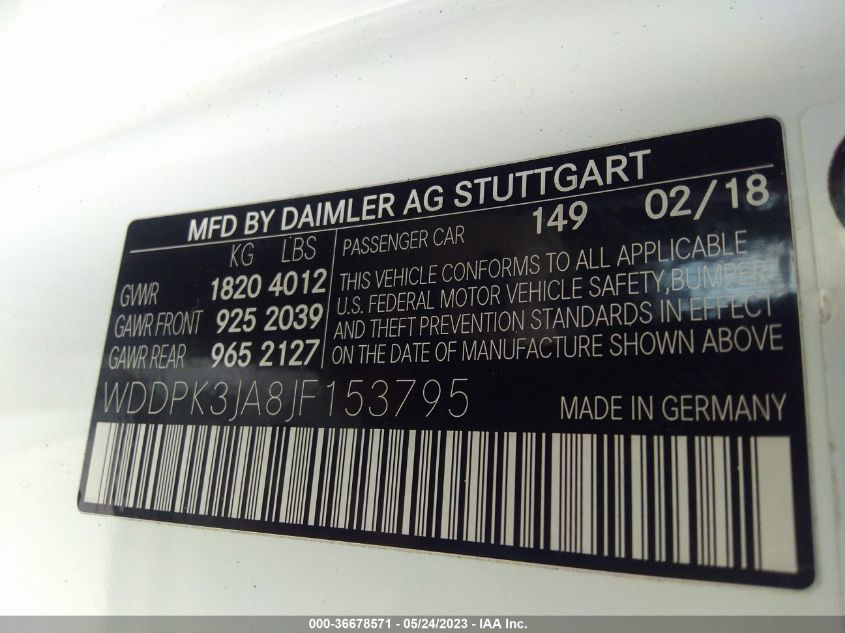 MFD BY DAIMLER AG STUTTGART
KG LBS
GVWR 1820 4012
GAWR FRONT 925 2039
GAWR REAR 965 2127
PASSENGER CAR 149 02/18
THIS VEHICLE CONFORMS TO ALL APPLICABLE
U.S. FEDERAL MOTOR VEHICLE SAFETY,BUMPER
AND THEFT PREVENTION STANDARDS IN EFFECT
ON THE DATE OF MANUFACTURE SHOWN ABOVE
WDDPK3JA8JF153795 MADE IN GERMANY
000-36678571 - 05/24/2023 - IAA Inc.